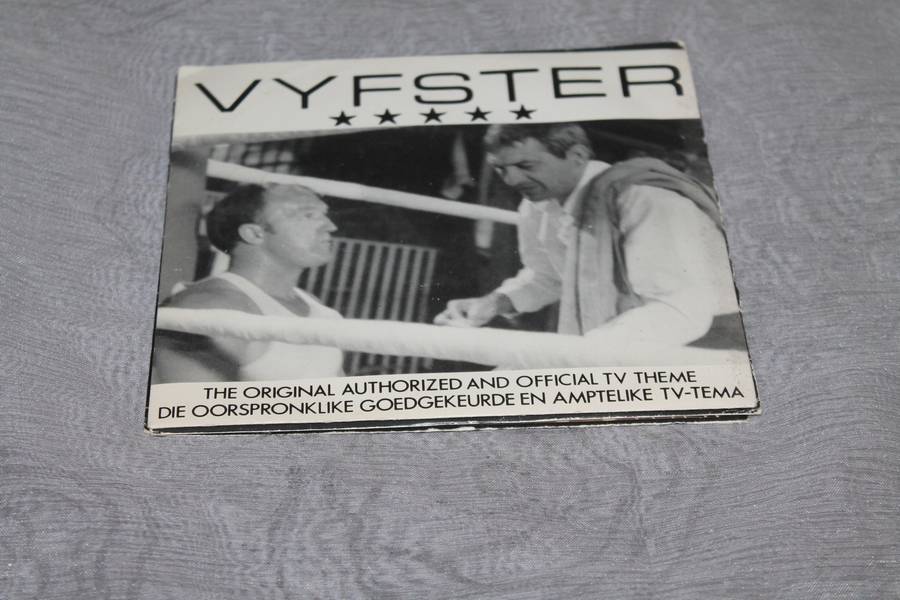 VYFSTER
★★★★★
THE ORIGINAL AUTHORIZED AND OFFICIAL TV THEME
DIE OORSPRONKLIKE GOEDGEKEURDE EN AMPTELIKE TV-TEMA